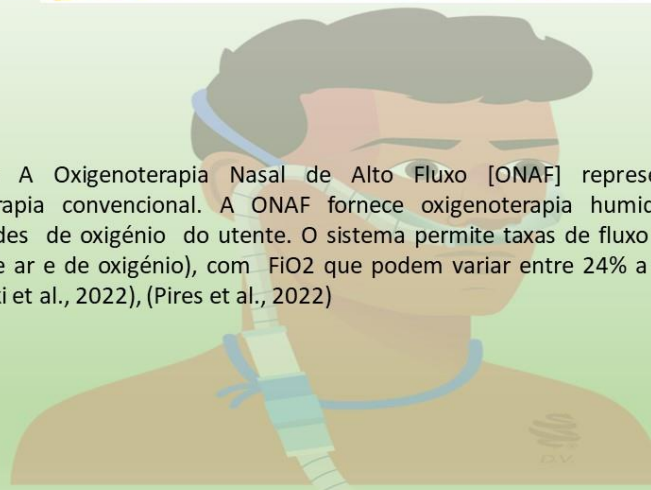 A Oxigenoterapia Nasal de Alto Fluxo [ONAF] represe
rapia convencional. A ONAF fornece oxigenoterapia humid
des de oxigénio do utente. O sistema permite taxas de fluxo
e ar e de oxigénio), com FiO2 que podem variar entre 24% a
i et al., 2022), (Pires et al., 2022)